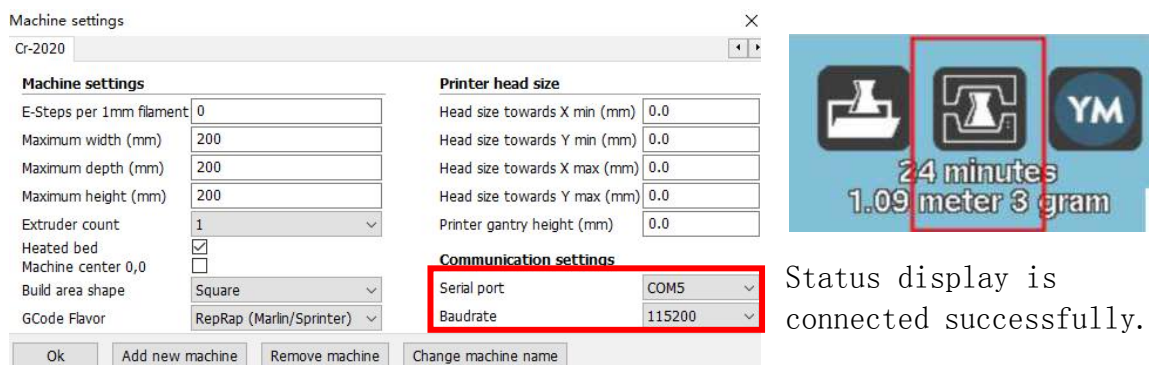 Machine settings
Cr-2020
Machine settings
E-Steps per 1mm filament 0
Maximum width (mm) 200
Maximum depth (mm) 200
Maximum height (mm) 200
Extruder count 1
Heated bed
Machine center 0,0
Build area shape Square
GCode Flavor RepRap (Marlin/Sprinter)
Printer head size
Head size towards X min (mm) 0.0
Head size towards Y min (mm) 0.0
Head size towards X max (mm) 0.0
Head size towards Y max (mm) 0.0
Printer gantry height (mm) 0.0
Communication settings
Serial port COM5
Baudrate 115200
Ok Add new machine Remove machine Change machine name
YM
24 minutes
1.09 meter 3 gram
Status display is
connected successfully.